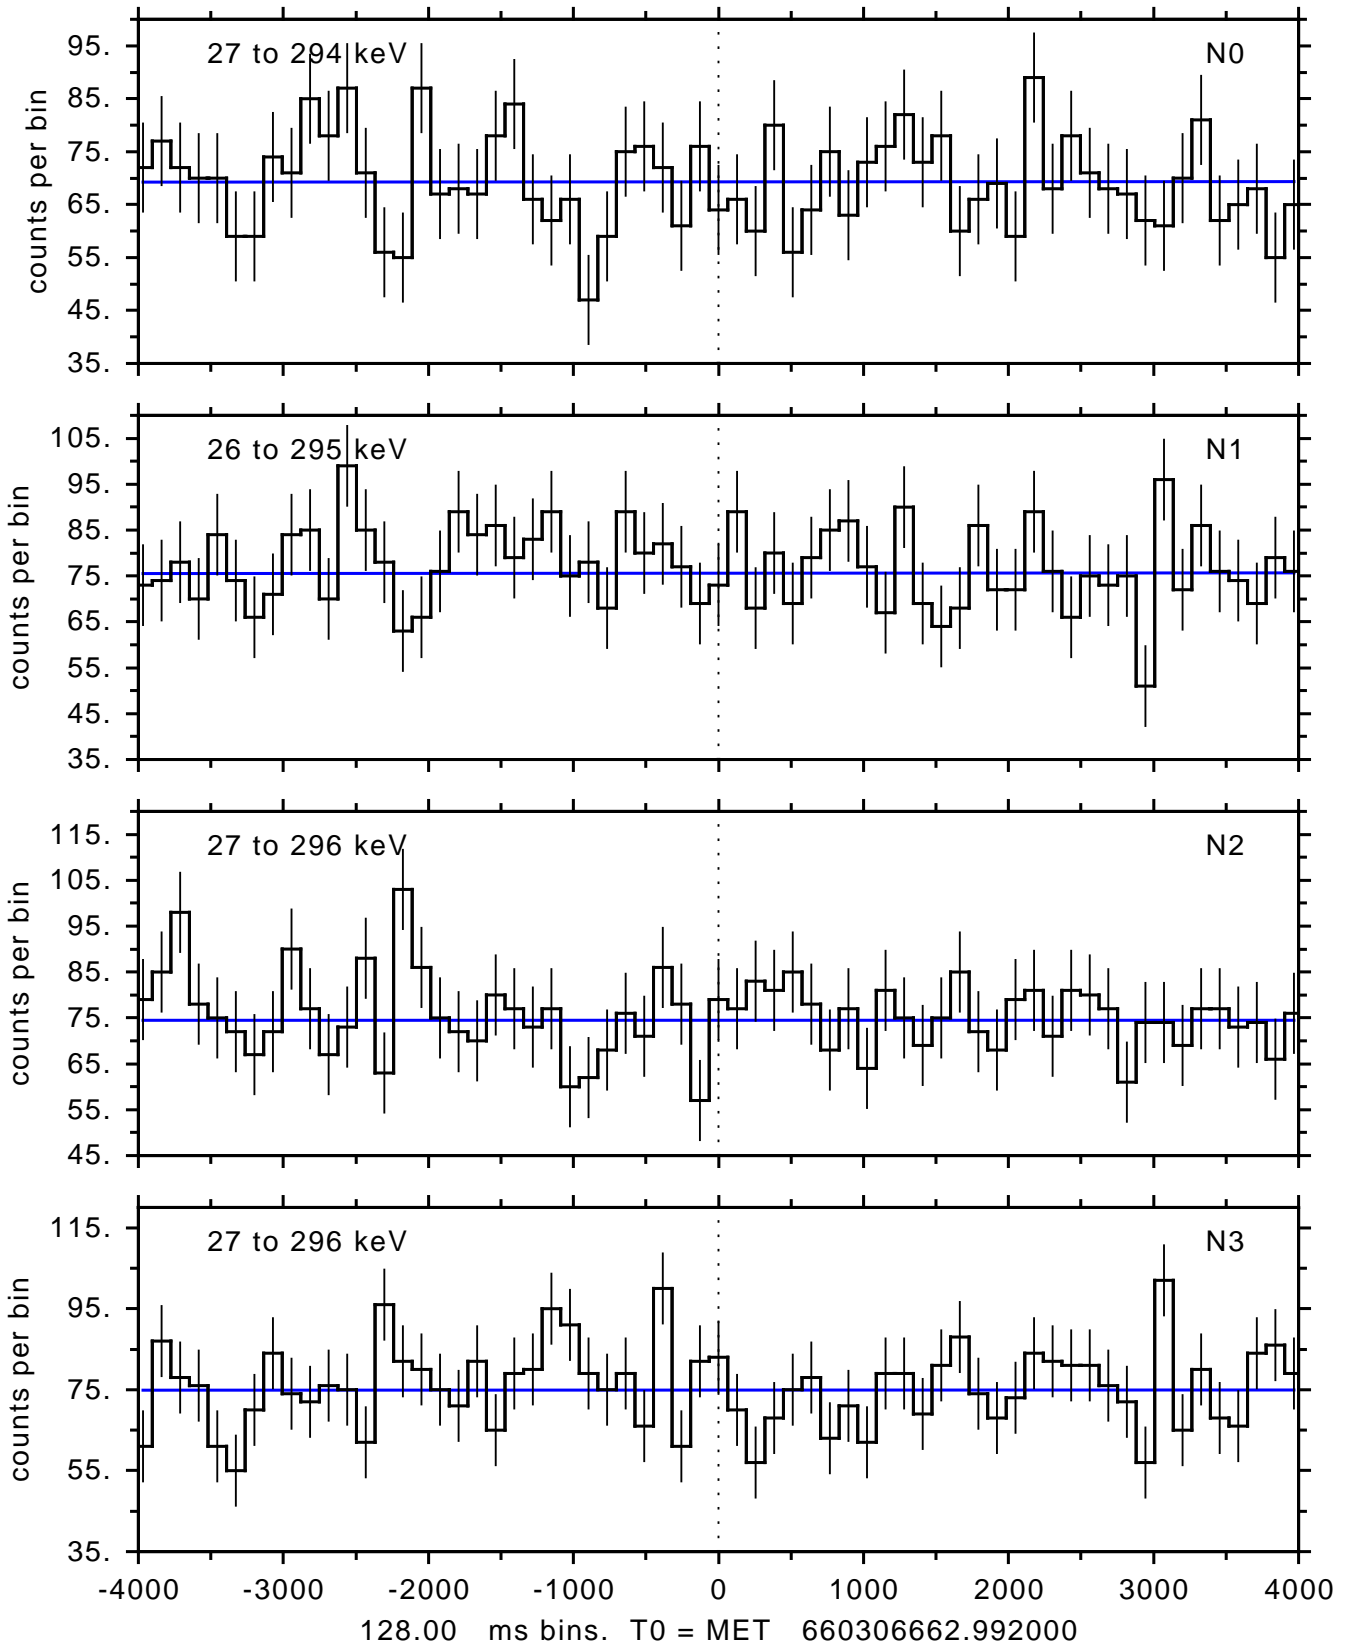 95.
85.
75.
65.
55.
45.
35.
counts per bin
27 to 294 keV
N0
105.
95.
85.
75.
65.
55.
45.
35.
counts per bin
26 to 295 keV
N1
115.
105.
95.
85.
75.
65.
55.
45.
counts per bin
27 to 296 keV
N2
115.
95.
75.
55.
35.
counts per bin
27 to 296 keV
N3
-4000 -3000 -2000 -1000 0 1000 2000 3000 4000
128.00 ms bins. T0 = MET 660306662.992000